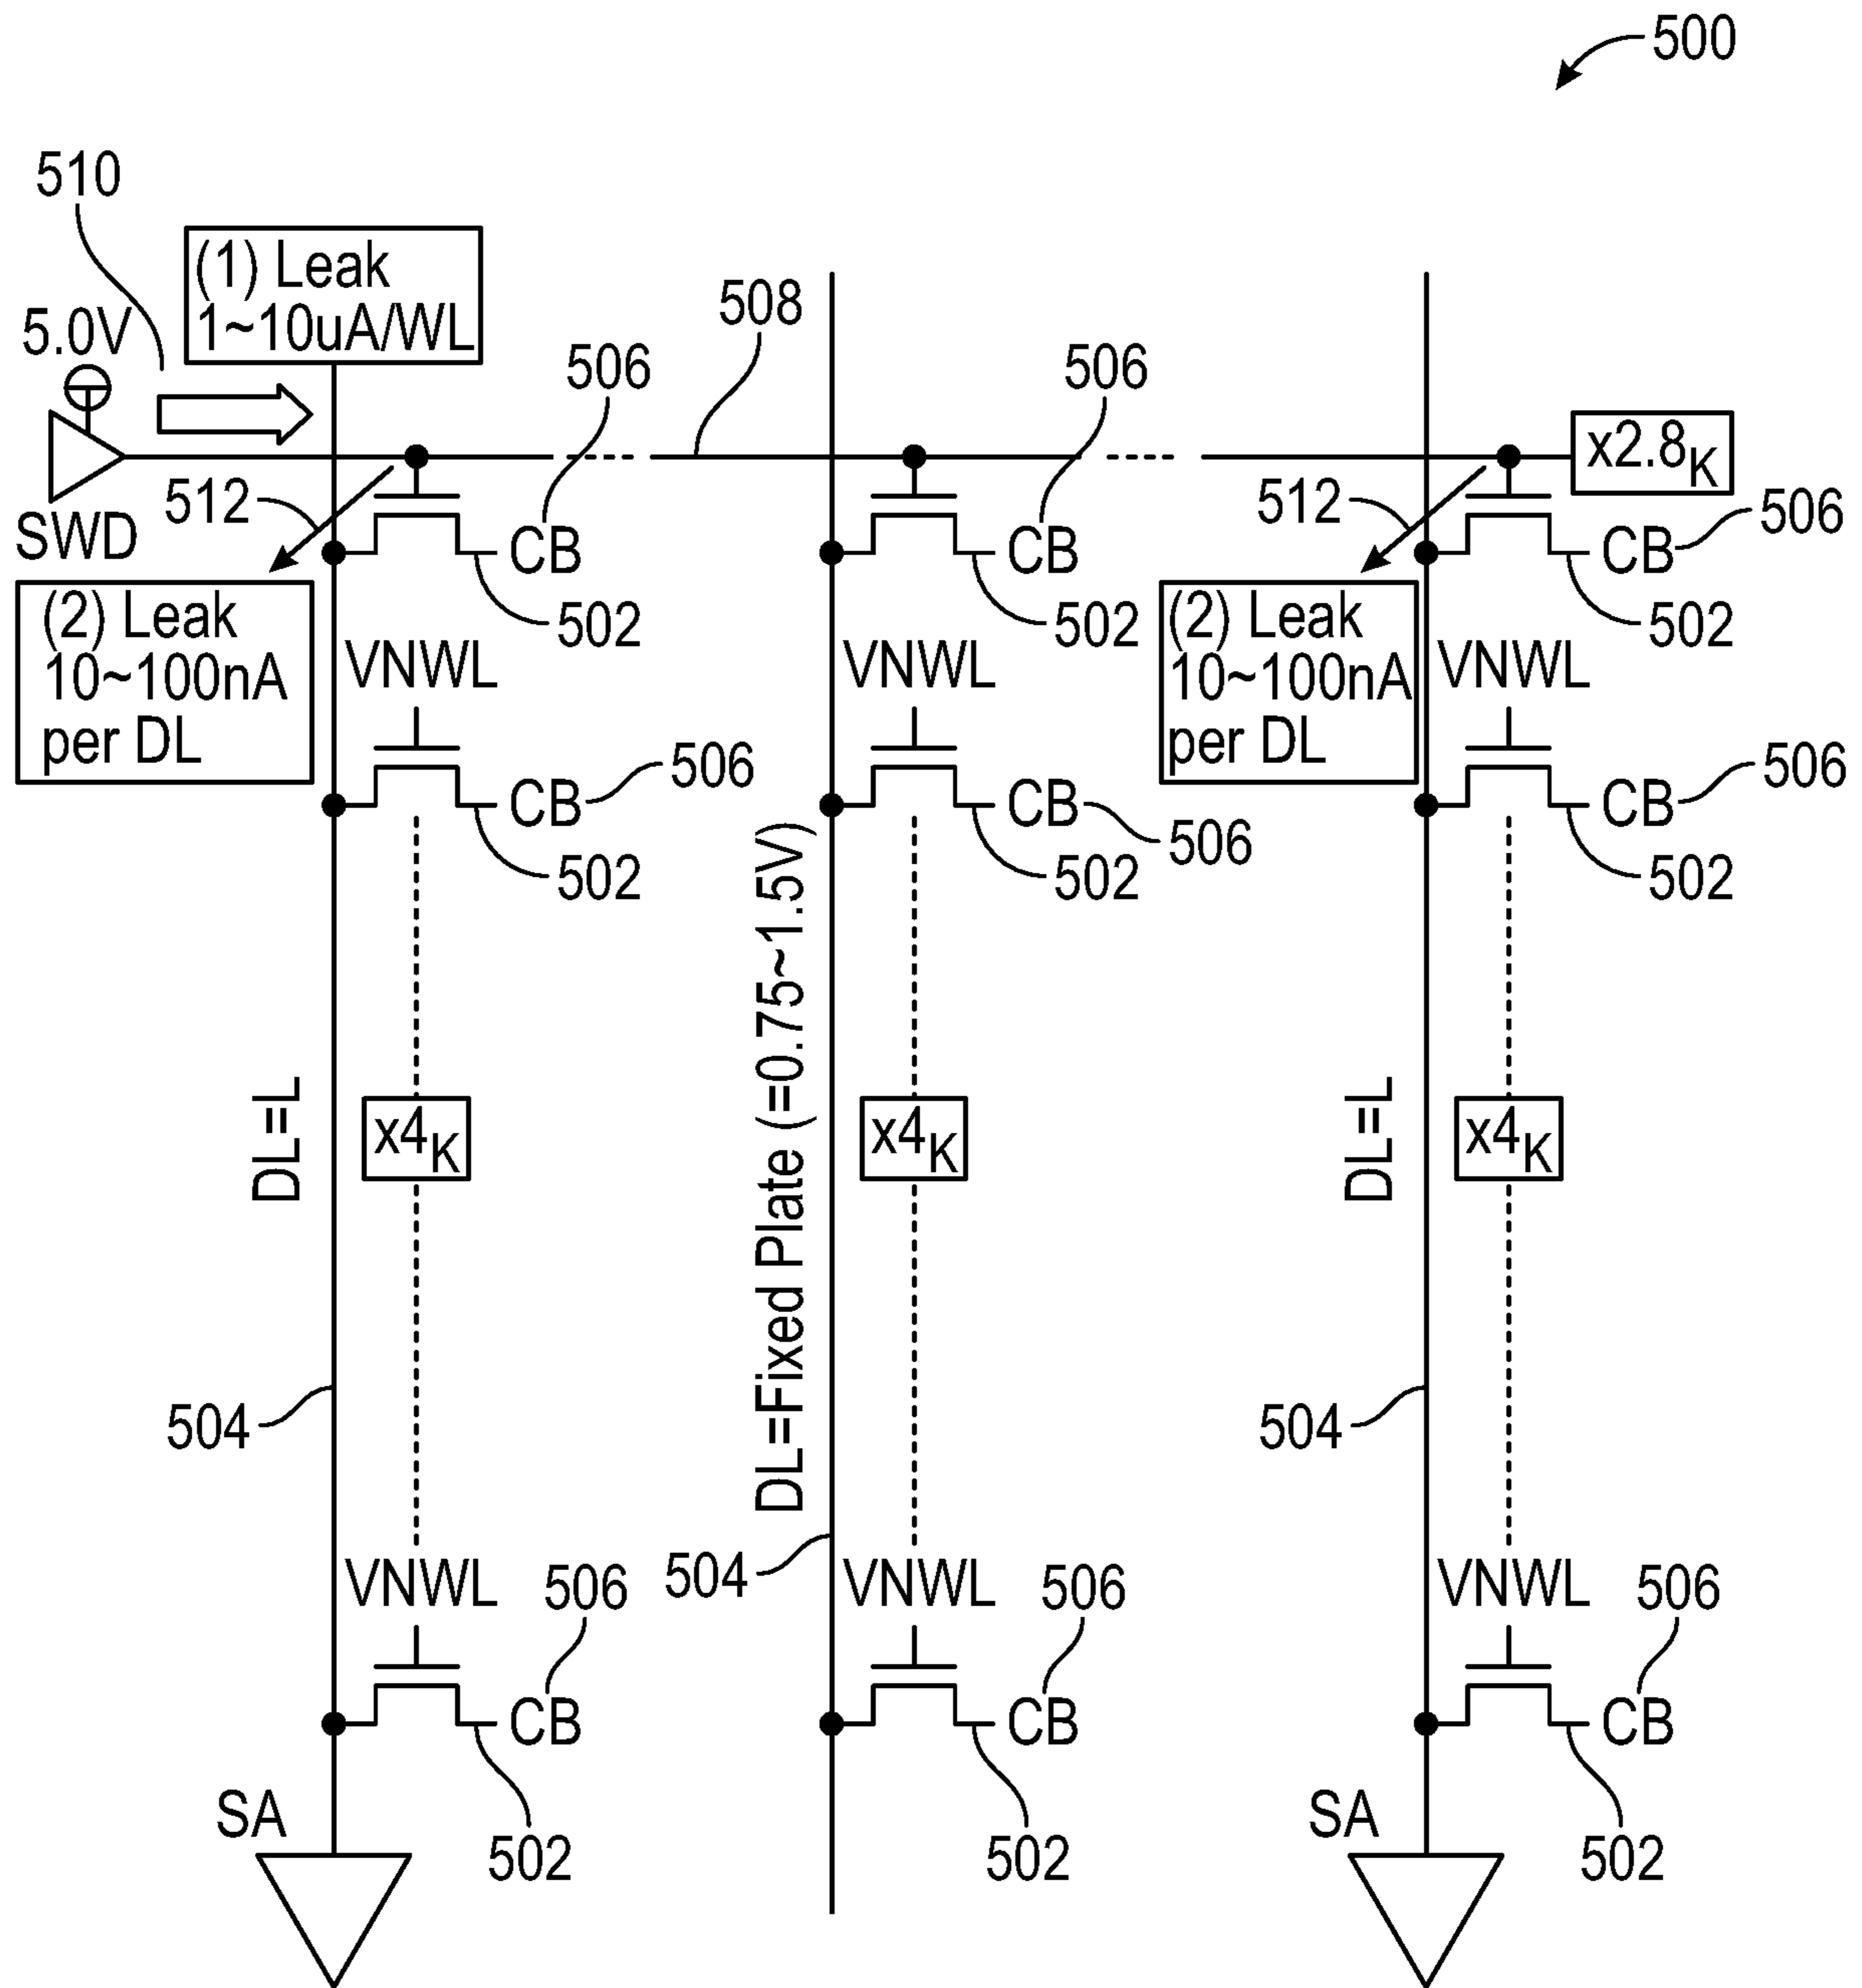 500
510
(1) Leak
1~10uA/WL
5.0V
508
506
506
x2.8K
512
512
506
SWD
CB
CB
CB
(2) Leak
10~100nA
per DL
502
502
(2) Leak
10~100nA
per DL
502
VNWL
VNWL
VNWL
506
506
CB
CB
CB
506
502
502
502
DL=L
x4K
DL=Fixed Plate (=0.75~1.5V)
x4K
DL=L
x4K
504
504
504
VNWL
506
VNWL
506
VNWL
506
CB
CB
CB
SA
502
502
SA
502